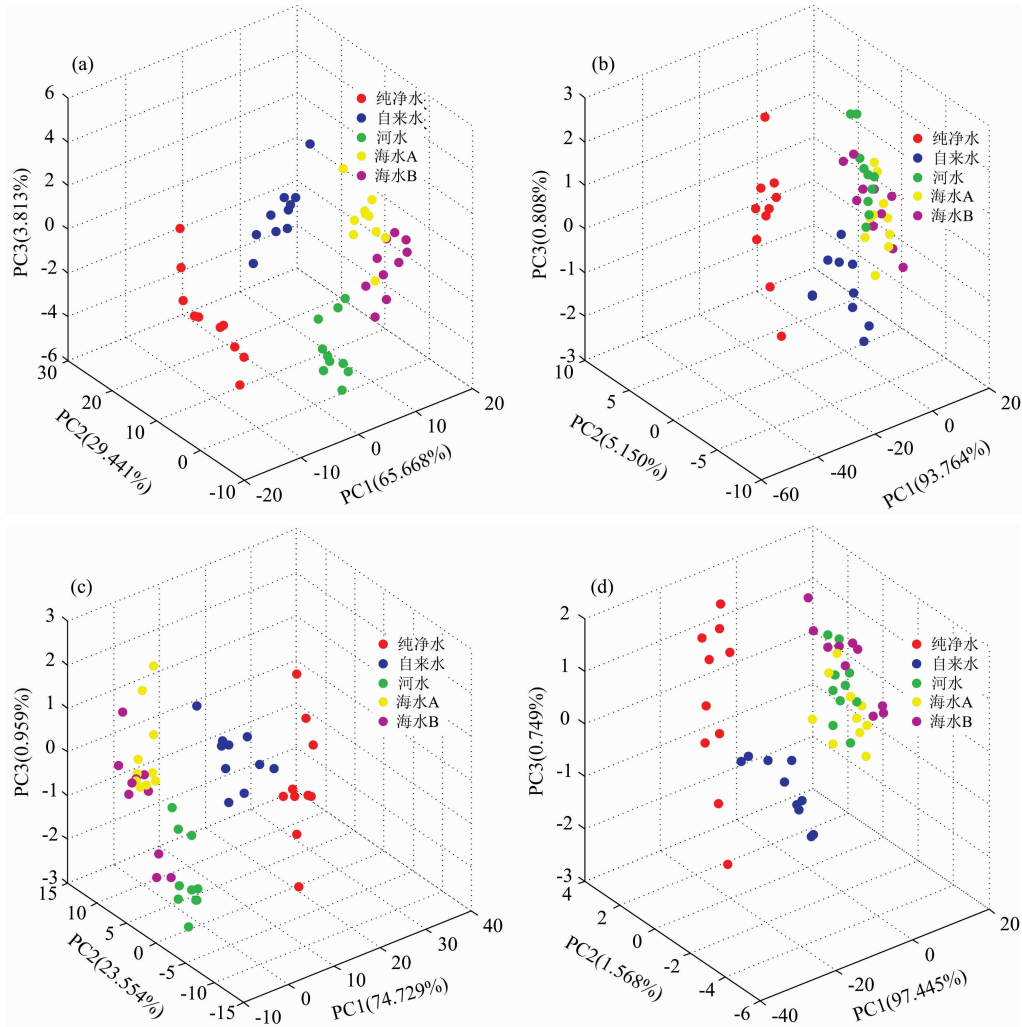 (a)
纯净水
自来水
河水
海水A
海水B
PC3(3.813%)
6
4
2
0
-2
-4
-6
30
20
10
0
-10
PC2(29.441%)
-20
-10
0
10
20
PC1(65.668%)
(b)
纯净水
自来水
河水
海水A
海水B
PC3(0.808%)
3
2
1
0
-1
-2
-3
10
5
0
-5
-10
PC2(5.150%)
-60
-40
-20
0
20
PC1(93.764%)
(c)
纯净水
自来水
河水
海水A
海水B
PC3(0.959%)
3
2
1
0
-1
-2
-3
15
10
5
0
-5
-10
-15
PC2(23.554%)
-10
0
10
20
30
40
PC1(74.729%)
(d)
纯净水
自来水
河水
海水A
海水B
PC3(0.749%)
2
1
0
-1
-2
-3
4
2
0
-2
-4
-6
PC2(1.568%)
-40
-20
0
20
PC1(97.445%)